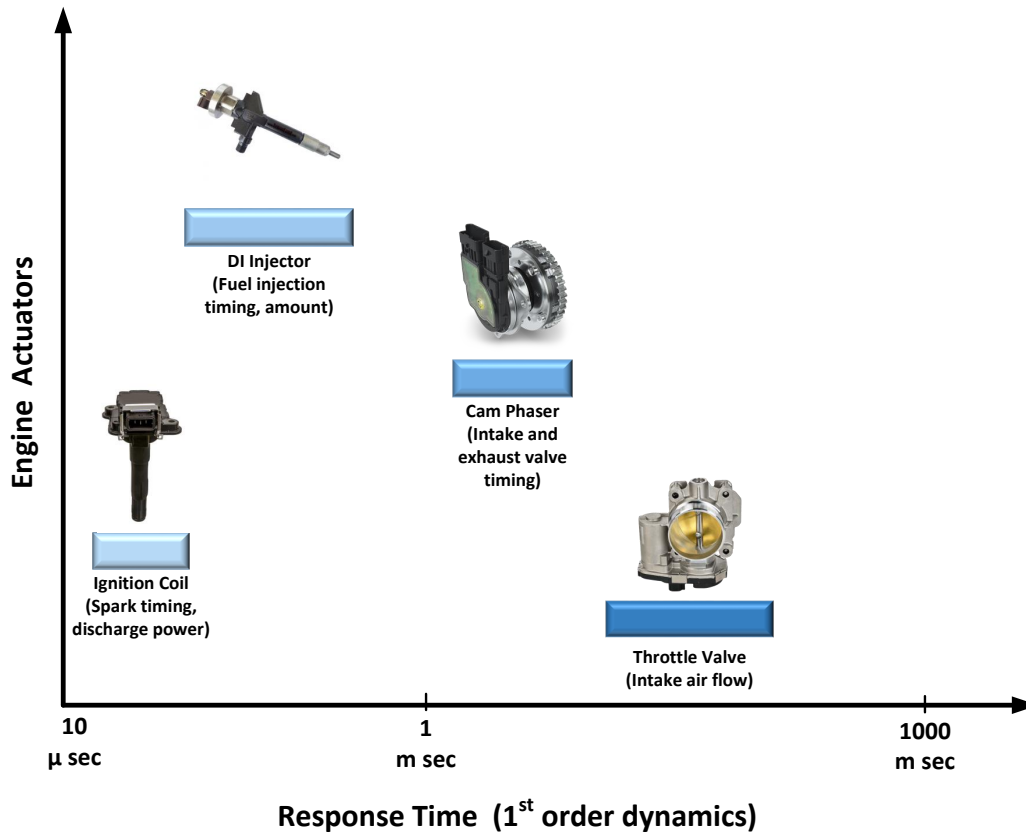 Engine Actuators
DI Injector
(Fuel injection
timing, amount)
Cam Phaser
(Intake and
exhaust valve
timing)
Ignition Coil
(Spark timing,
discharge power)
Throttle Valve
(Intake air flow)
10
μ sec
1
m sec
1000
m sec
Response Time (1st order dynamics)